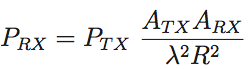 P_{RX} = P_{TX} \frac{A_{TX} A_{RX}}{\lambda^2 R^2}